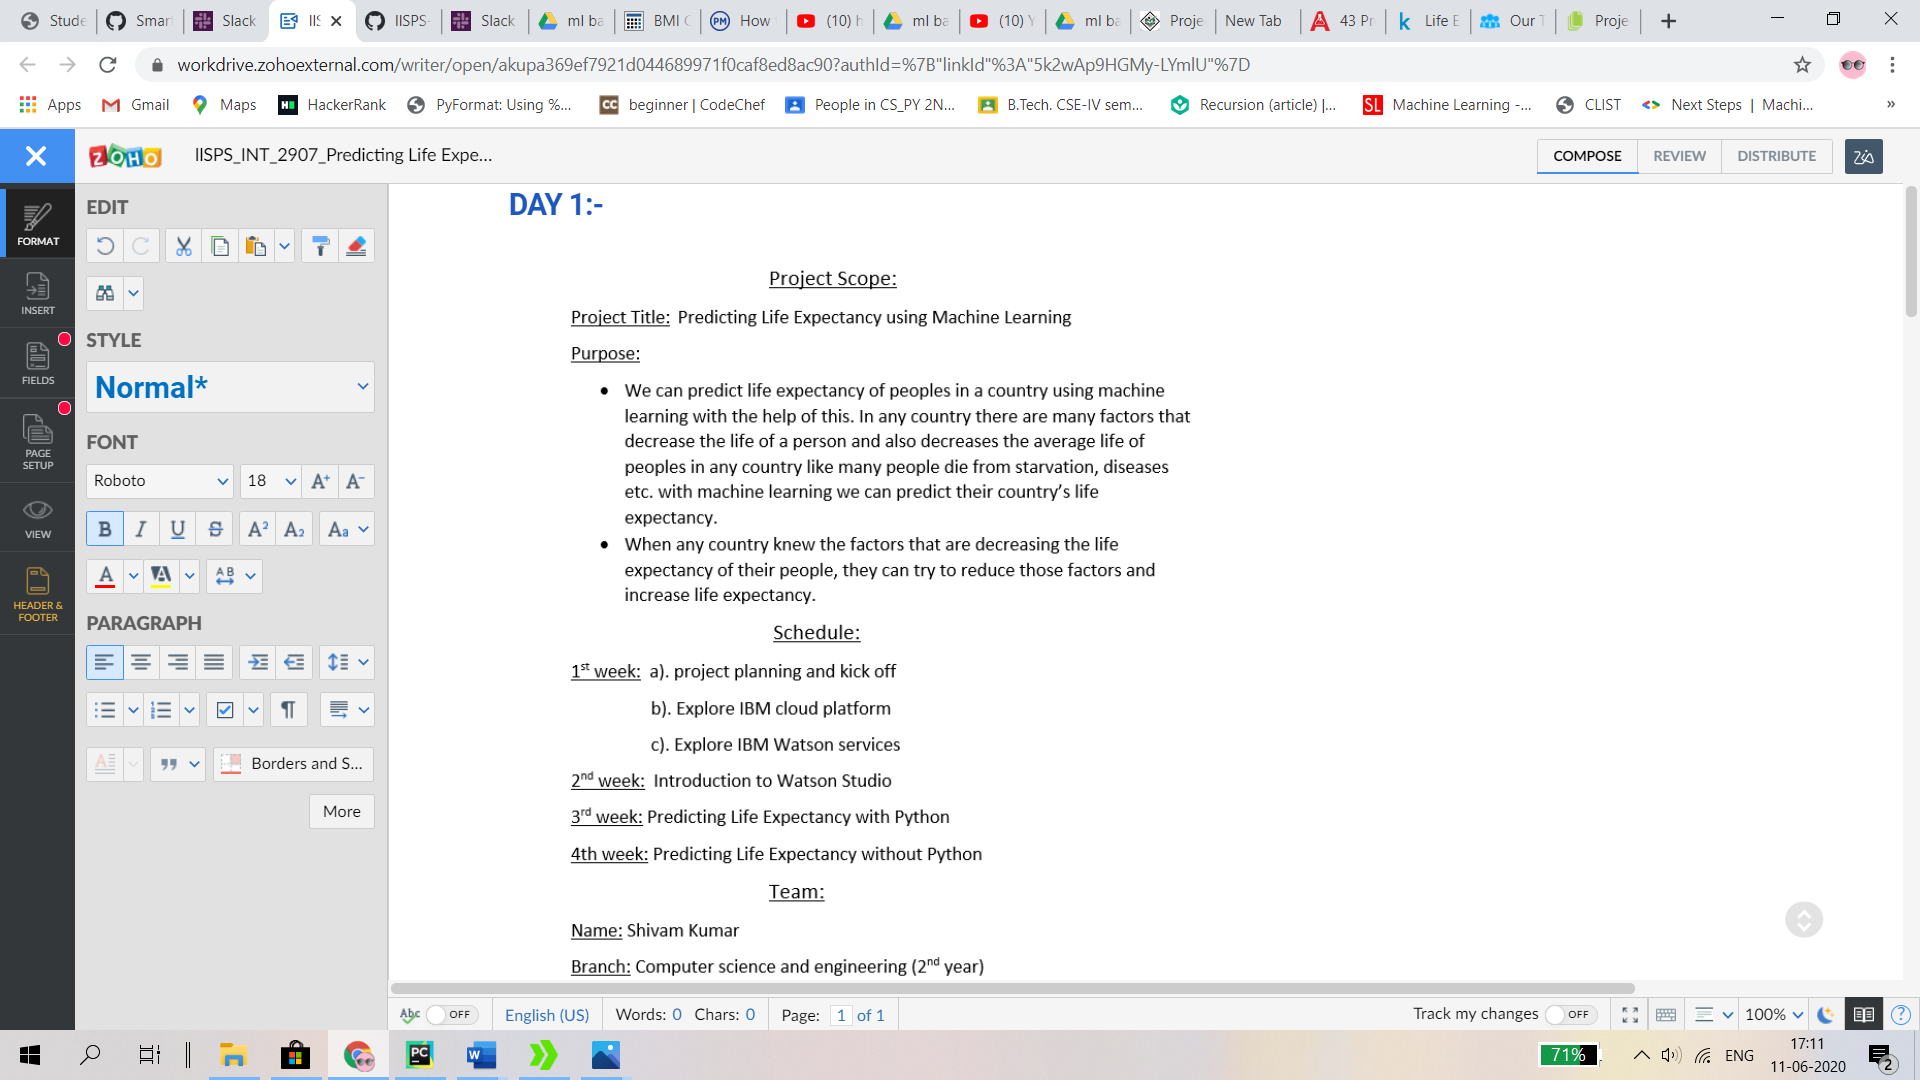 Stude
Smar
Slack
IIS
IISPS-
Slack
ml ba
BMI C
How
(10) h
ml ba
(10) Y
ml ba
Proje
New Tab
43 Pr
Life E
Our T
Proje
workdrive.zohoexternal.com/writer/open/akupa369ef7921d044689971f0caf8ed8ac90?authId=%7B"linkId"%3A"5k2wAp9HGMy-LYmlU"%7D
Apps
Gmail
Maps
HackerRank
PyFormat: Using %...
beginner | CodeChef
People in CS_PY 2N...
B.Tech. CSE-IV sem...
Recursion (article) |...
Machine Learning -...
CLIST
Next Steps | Machi...
ZOHO
IISPS_INT_2907_Predicting Life Expe...
COMPOSE
REVIEW
DISTRIBUTE
FORMAT
INSERT
FIELDS
PAGE
SETUP
VIEW
HEADER &
FOOTER
EDIT
STYLE
Normal*
FONT
Roboto
18
PARAGRAPH
Borders and S...
More
DAY 1:-
Project Scope:
Project Title: Predicting Life Expectancy using Machine Learning
Purpose:
• We can predict life expectancy of peoples in a country using machine
learning with the help of this. In any country there are many factors that
decrease the life of a person and also decreases the average life of
peoples in any country like many people die from starvation, diseases
etc. with machine learning we can predict their country's life
expectancy.
• When any country knew the factors that are decreasing the life
expectancy of their people, they can try to reduce those factors and
increase life expectancy.
Schedule:
1st week: a). project planning and kick off
b). Explore IBM cloud platform
c). Explore IBM Watson services
2nd week: Introduction to Watson Studio
3rd week: Predicting Life Expectancy with Python
4th week: Predicting Life Expectancy without Python
Team:
Name: Shivam Kumar
Branch: Computer science and engineering (2nd year)
Abc OFF
English (US)
Words: 0 Chars: 0
Page: 1 of 1
Track my changes OFF
100%
71%
ENG
17:11
11-06-2020
2